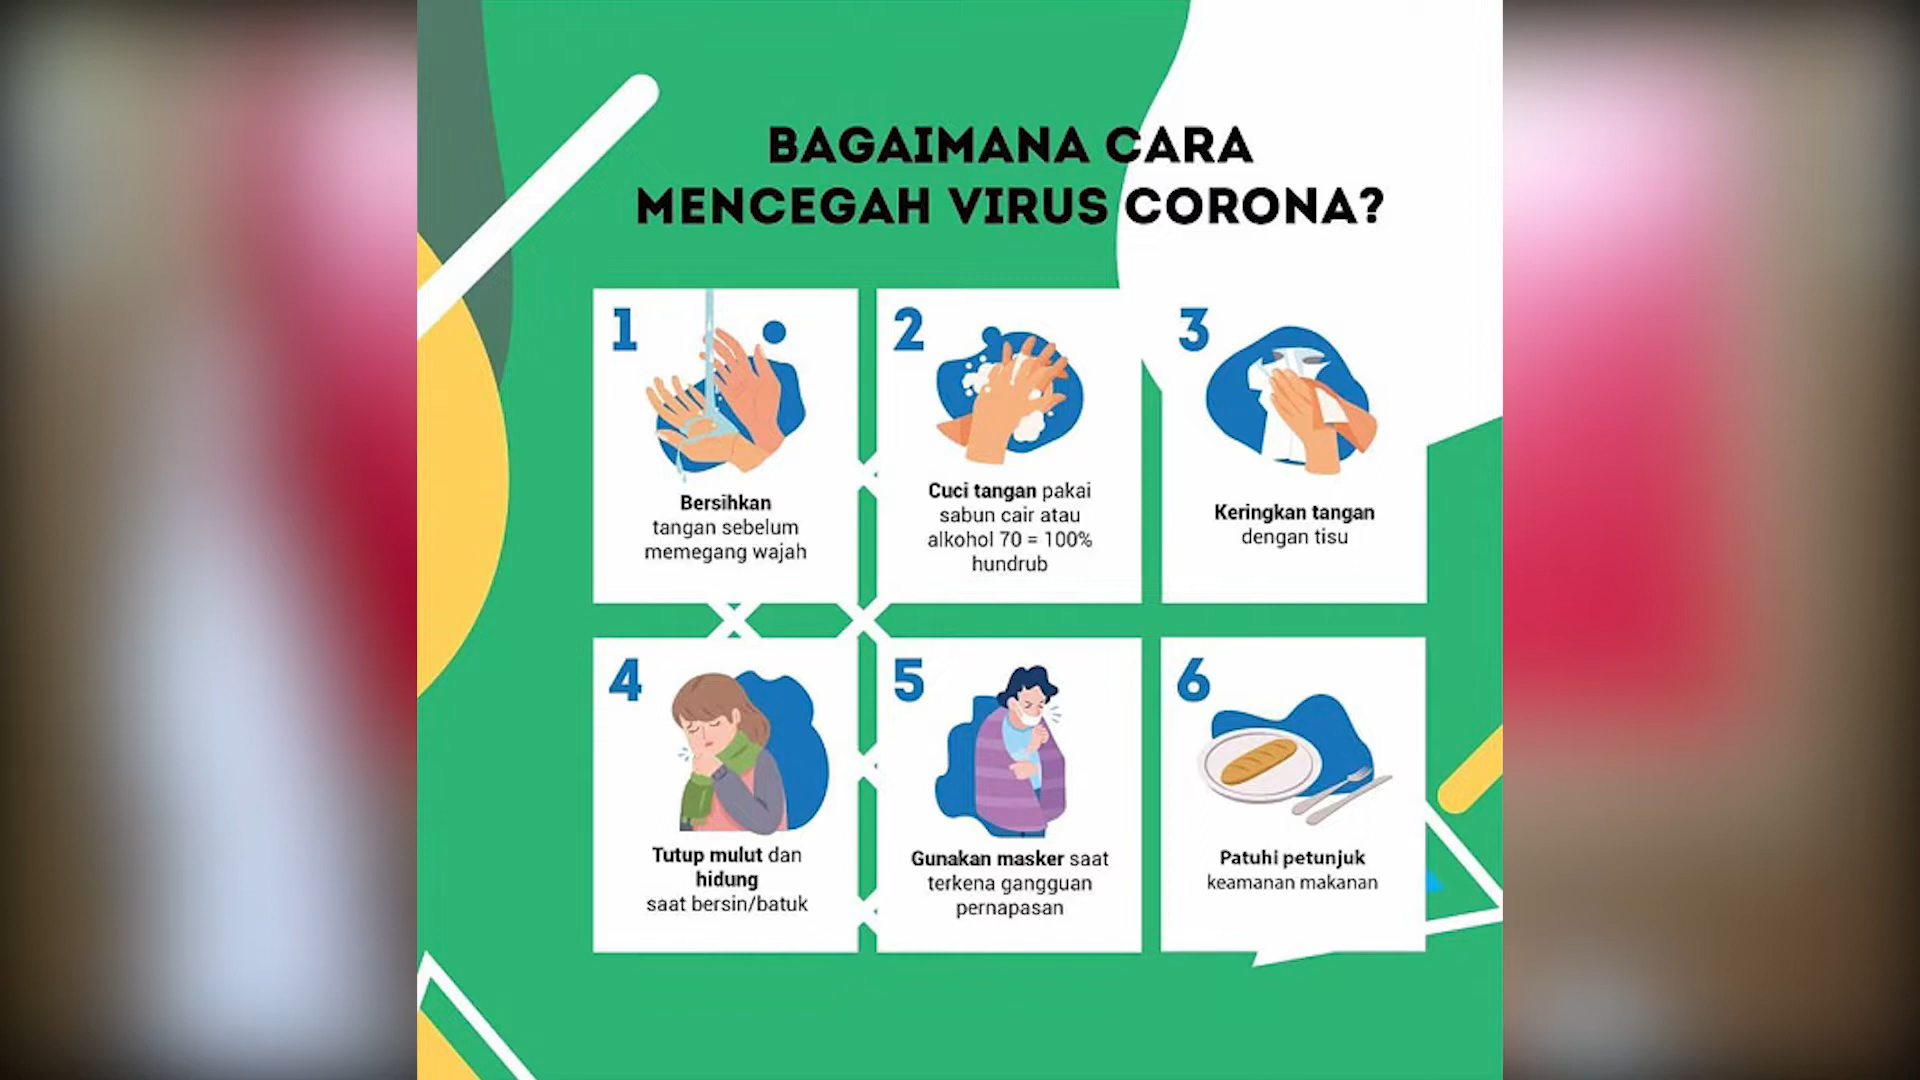 BAGAIMANA CARA
MENCEGAH VIRUS CORONA?
1
Bersihkan
tangan sebelum
memegang wajah
2
Cuci tangan pakai
sabun cair atau
alkohol 70 = 100%
hundrub
3
Keringkan tangan
dengan tisu
4
Tutup mulut dan
hidung
saat bersin/batuk
5
Gunakan masker saat
terkena gangguan
pernapasan
6
Patuhi petunjuk
keamanan makanan